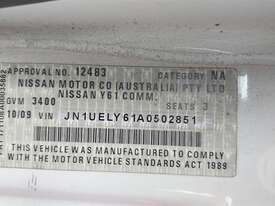 APPROVAL NO. 12483 CATEGORY NA
NISSAN MOTOR CO (AUSTRALIA) PTY LTD
NISSAN Y61 COMM.
GVM 3400 SEATS 3
10/09 VIN JN1UELY61A0502851
THIS VEHICLE WAS MANUFACTURED
TO COMPLY WITH THE MOTOR VEHICLE
STANDARDS ACT 1989